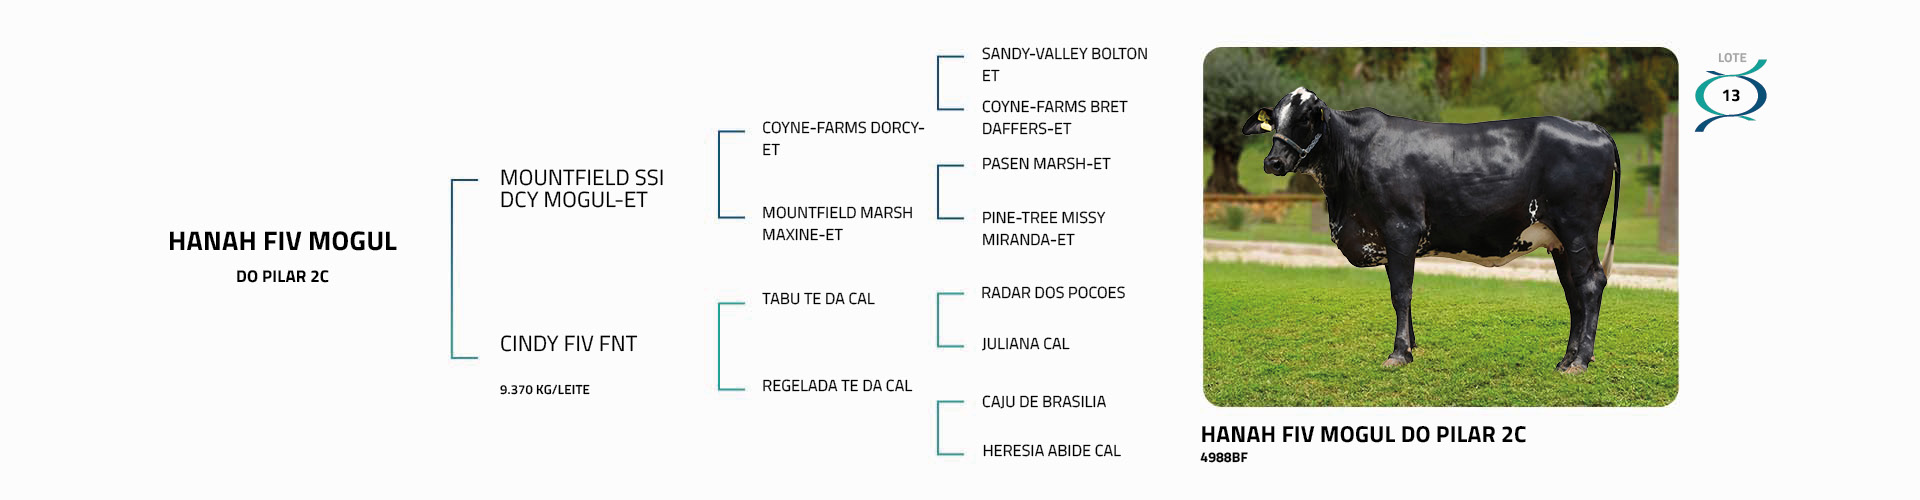 HANAH FIV MOGUL
DO PILAR 2C
MOUNTFIELD SSI
DCY MOGUL-ET
CINDY FIV FNT
9.370 KG/LEITE
COYNE-FARMS DORCY-
ET
MOUNTFIELD MARSH
MAXINE-ET
TABU TE DA CAL
REGELADA TE DA CAL
SANDY-VALLEY BOLTON
ET
COYNE-FARMS BRET
DAFFERS-ET
PASEN MARSH-ET
PINE-TREE MISSY
MIRANDA-ET
RADAR DOS POCOES
JULIANA CAL
CAJU DE BRASILIA
HERESIA ABIDE CAL
LOTE
13
HANAH FIV MOGUL DO PILAR 2C
4988BF